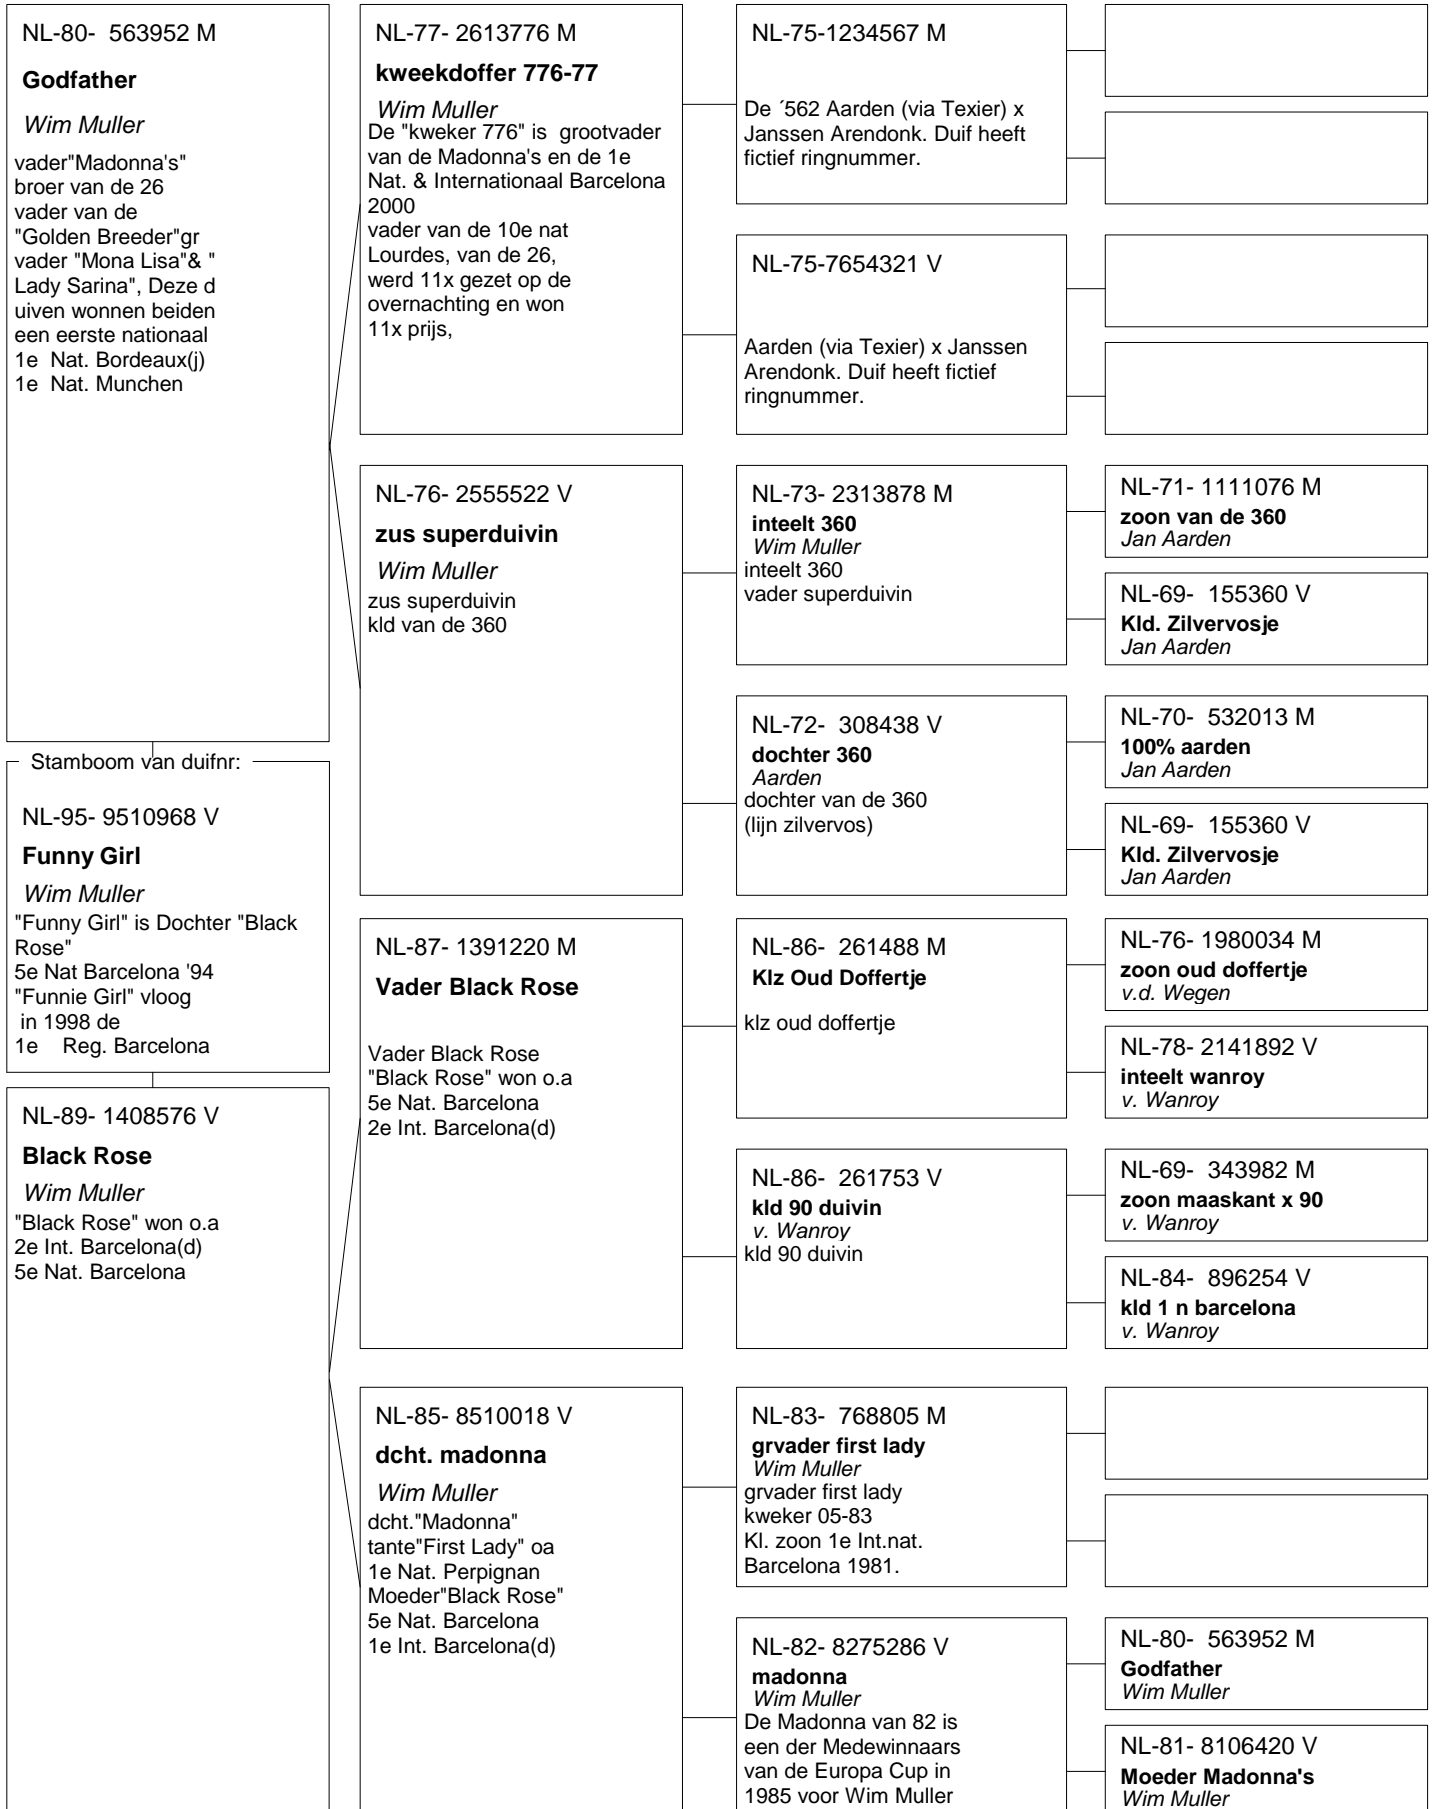 NL-80-  563952 M
Godfather
Wim Muller
vader"Madonna's"
broer van de 26
vader van de
"Golden Breeder"gr
vader "Mona Lisa"& "
Lady Sarina", Deze d
uiven wonnen beiden
een eerste nationaal
1e  Nat. Bordeaux(j)
1e  Nat. Munchen
Stamboom van duifnr:
NL-95- 9510968 V
Funny Girl
Wim Muller
"Funny Girl" is Dochter "Black
Rose"
5e Nat Barcelona '94
"Funnie Girl" vloog
in 1998 de
1e    Reg. Barcelona
NL-89- 1408576 V
Black Rose
Wim Muller
"Black Rose" won o.a
2e Int. Barcelona(d)
5e Nat. Barcelona
NL-77- 2613776 M
kweekdoffer 776-77
Wim Muller
De "kweker 776" is  grootvader
van de Madonna's en de 1e
Nat. & Internationaal Barcelona
2000
vader van de 10e nat
Lourdes, van de 26,
werd 11x gezet op de
overnachting en won
11x prijs,
NL-76- 2555522 V
zus superduivin
Wim Muller
zus superduivin
kld van de 360
NL-87- 1391220 M
Vader Black Rose
Vader Black Rose
"Black Rose" won o.a
5e Nat. Barcelona
2e Int. Barcelona(d)
NL-85- 8510018 V
dcht. madonna
Wim Muller
dcht."Madonna"
tante"First Lady" oa
1e Nat. Perpignan
Moeder"Black Rose"
5e Nat. Barcelona
1e Int. Barcelona(d)
NL-75-1234567 M
De ´562 Aarden (via Texier) x
Janssen Arendonk. Duif heeft
fictief ringnummer.
NL-75-7654321 V
Aarden (via Texier) x Janssen
Arendonk. Duif heeft fictief
ringnummer.
NL-73- 2313878 M
inteelt 360
Wim Muller
inteelt 360
vader superduivin
NL-72-  308438 V
dochter 360
Aarden
dochter van de 360
(lijn zilvervos)
NL-86-  261488 M
Klz Oud Doffertje
klz oud doffertje
NL-86-  261753 V
kld 90 duivin
v. Wanroy
kld 90 duivin
NL-83-  768805 M
grvader first lady
Wim Muller
grvader first lady
kweker 05-83
Kl. zoon 1e Int.nat.
Barcelona 1981.
NL-82- 8275286 V
madonna
Wim Muller
De Madonna van 82 is
een der Medewinnaars
van de Europa Cup in
1985 voor Wim Muller
NL-71- 1111076 M
zoon van de 360
Jan Aarden
NL-69-  155360 V
Kld. Zilvervosje
Jan Aarden
NL-70-  532013 M
100% aarden
Jan Aarden
NL-69-  155360 V
Kld. Zilvervosje
Jan Aarden
NL-76- 1980034 M
zoon oud doffertje
v.d. Wegen
NL-78- 2141892 V
inteelt wanroy
v. Wanroy
NL-69-  343982 M
zoon maaskant x 90
v. Wanroy
NL-84-  896254 V
kld 1 n barcelona
v. Wanroy
NL-80-  563952 M
Godfather
Wim Muller
NL-81- 8106420 V
Moeder Madonna's
Wim Muller